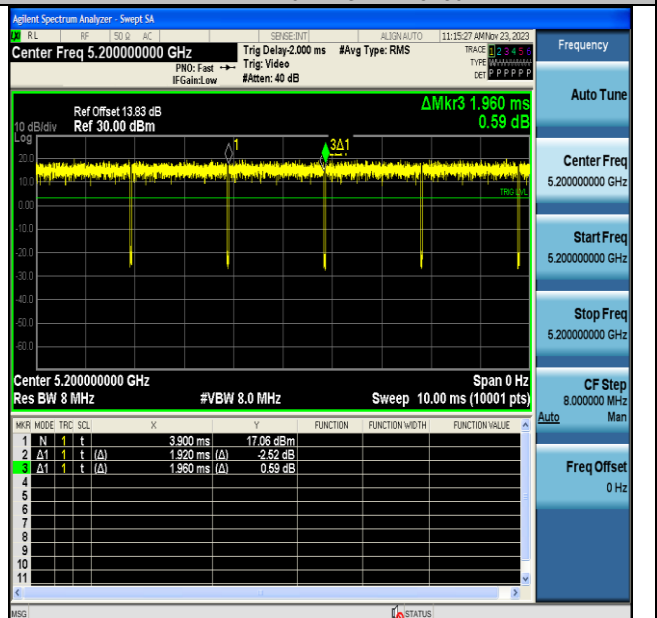 Agilent Spectrum Analyzer - Swept SA
RL RF 50 Ω AC SENSE:INT ALIGN AUTO 11:15:27 AM Nov 23, 2023
Center Freq 5.200000000 GHz Trig Delay-2.000 ms #Avg Type: RMS TRACE 1 2 3 4 5 6 Frequency
PNO: Fast Trig: Video TYPE
IFGain:Low #Atten: 40 dB DET P P P P P P
Auto Tune
ΔMkr3 1.960 ms
Ref Offset 13.83 dB
10 dB/div Ref 30.00 dBm 0.59 dB
Log
1 3Δ1
20.0
Center Freq
5.200000000 GHz
10.0
TRIG LVL
0.00
Start Freq
5.200000000 GHz
-10.0
-20.0
-30.0
Stop Freq
5.200000000 GHz
-40.0
-50.0
-60.0
Center 5.200000000 GHz Span 0 Hz
Res BW 8 MHz #VBW 8.0 MHz Sweep 10.00 ms (10001 pts)
CF Step
8.000000 MHz
Auto Man
MKR MODE TRC SCL X Y FUNCTION FUNCTION WIDTH FUNCTION VALUE
1 N 1 t 3.900 ms 17.06 dBm
2 Δ1 1 t (Δ) 1.920 ms (Δ) -2.52 dB
3 Δ1 1 t (Δ) 1.960 ms (Δ) 0.59 dB
4
5
6
7
8
9
10
11
Freq Offset
0 Hz
MSG STATUS